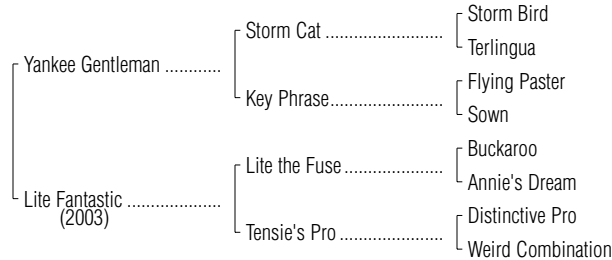 Storm Bird
Storm Cat ......................
Terlingua
Yankee Gentleman ...........
Flying Paster
Key Phrase......................
Sown
Buckaroo
Lite the Fuse...................
Annie's Dream
Lite Fantastic ..................
(2003)
Distinctive Pro
Tensie's Pro ....................
Weird Combination